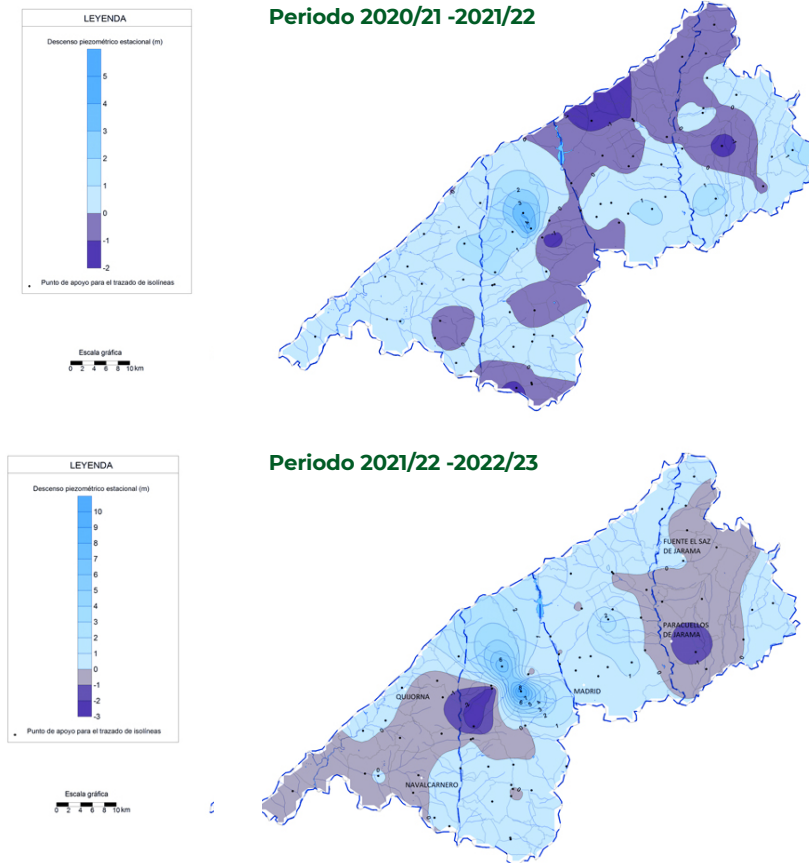 Periodo 2020/21 -2021/22
LEYENDA
Descenso piezométrico estacional (m)
5
4
3
2
1
0
-1
-2
Punto de apoyo para el trazado de isolíneas
Escala gráfica
0 2 4 6 8 10km
Periodo 2021/22 -2022/23
LEYENDA
Descenso piezométrico estacional (m)
10
9
8
7
6
5
4
3
2
1
0
-1
-2
-3
Punto de apoyo para el trazado de isolíneas
Escala gráfica
0 2 4 6 8 10km
FUENTE EL SAZ
DE JARAMA
PARACUELLOS
DE JARAMA
QUIJORNA
MADRID
NAVALCARNERO